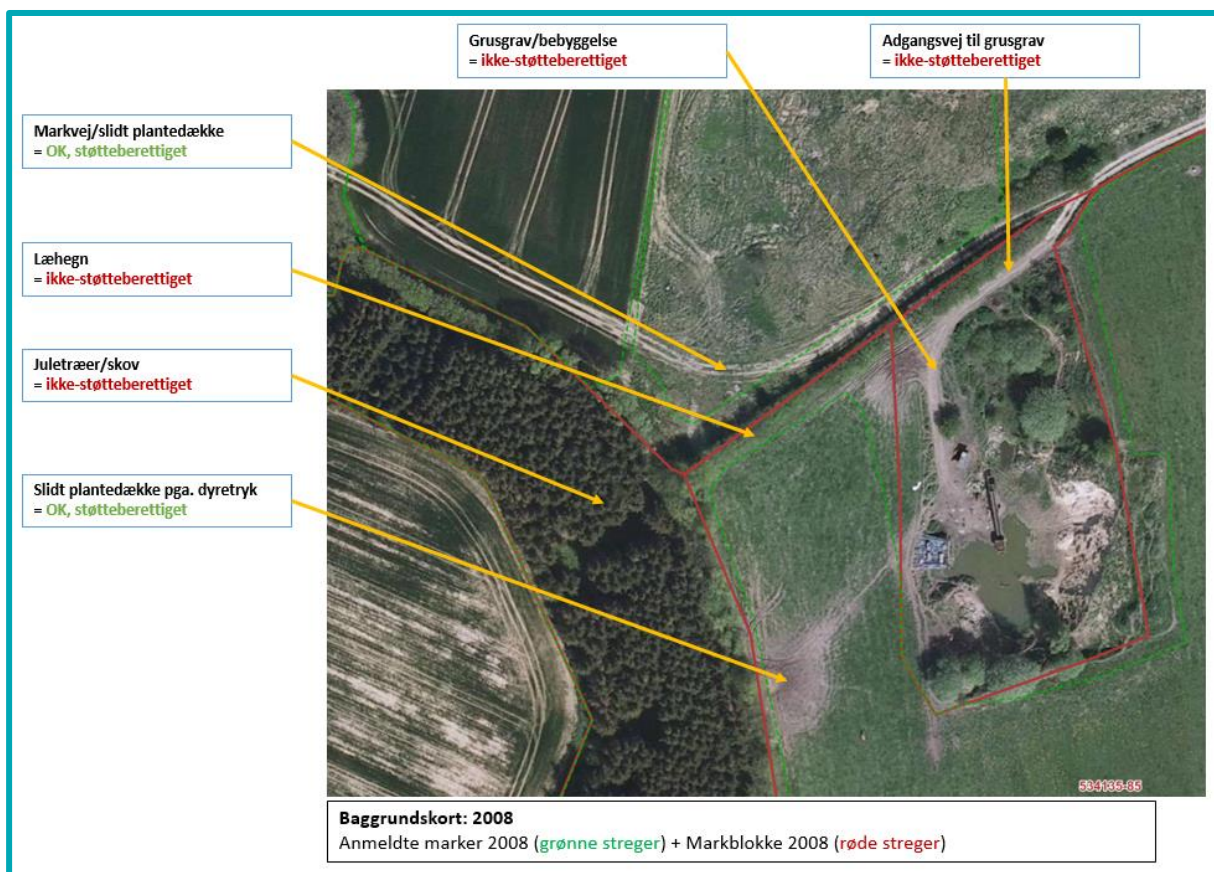 Grusgrav/bebyggelse
= ikke-støtteberettiget
Adgangsvej til grusgrav
= ikke-støtteberettiget
Markvej/slidt plantedække
= OK, støtteberettiget
Læhegn
= ikke-støtteberettiget
Juletræer/skov
= ikke-støtteberettiget
Slidt plantedække pga. dyretryk
= OK, støtteberettiget
534135-85
Baggrundskort: 2008
Anmeldte marker 2008 (grønne streger) + Markblokke 2008 (røde streger)